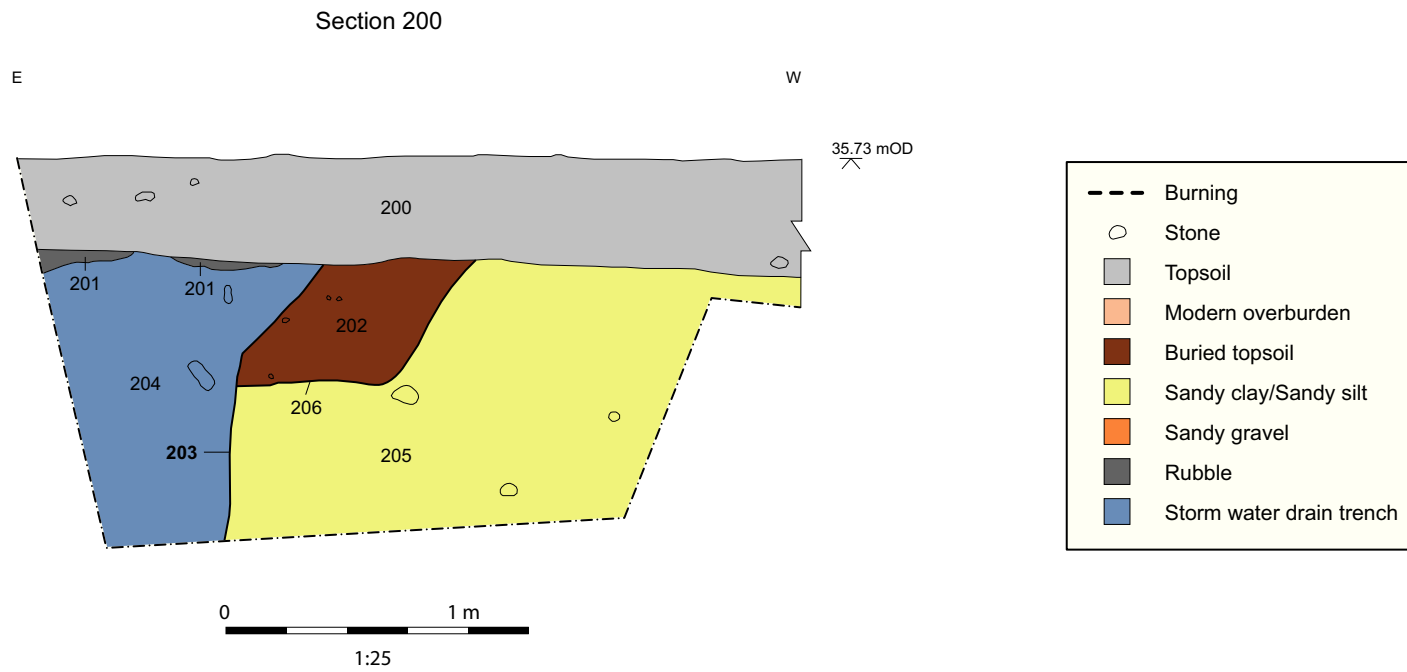 Section 200
E W
35.73 mOD
200
201 201
202
204
206
203
205
0 1 m
1:25
Burning
Stone
Topsoil
Modern overburden
Buried topsoil
Sandy clay/Sandy silt
Sandy gravel
Rubble
Storm water drain trench